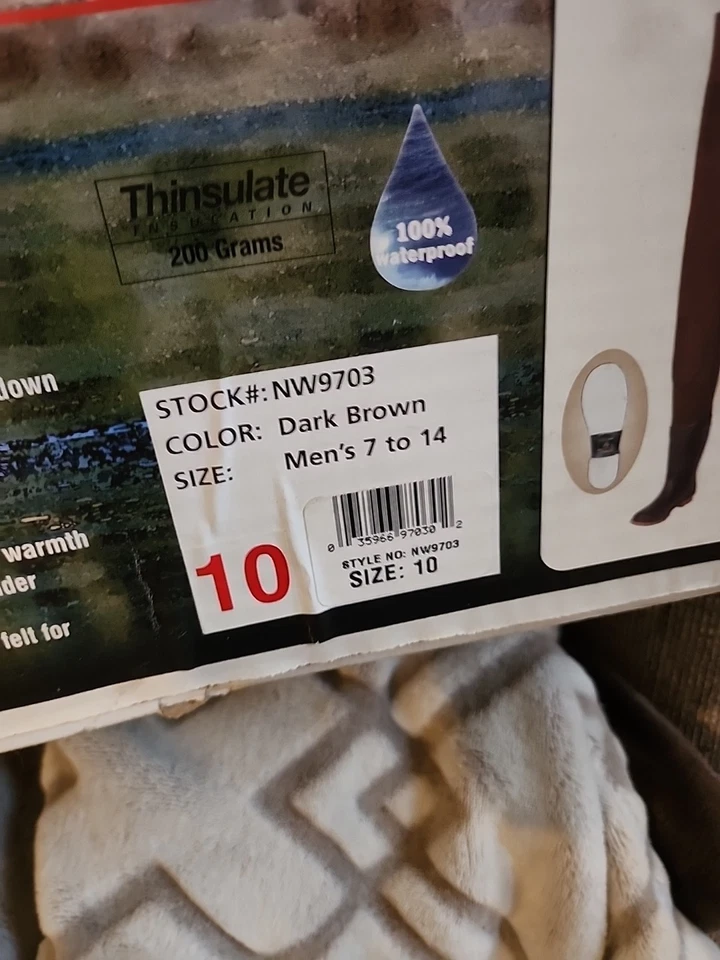 Thinsulate
INSULATION
200 Grams
100%
waterproof
down
STOCK#: NW9703
COLOR: Dark Brown
SIZE: Men's 7 to 14
warmth
felt for
10
0 35966 97030 2
STYLE NO: NW9703
SIZE: 10